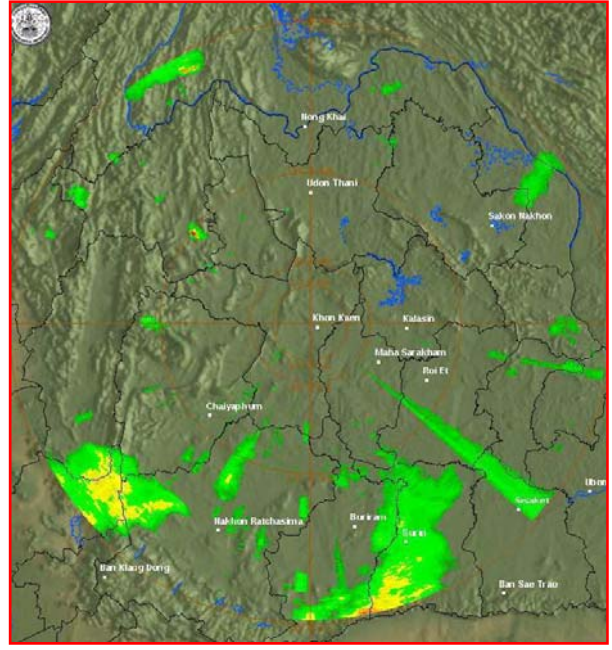 Nong Khai
Udon Thani
Sakon Nakhon
Khon Kaen
Kalasin
Maha Sarakham
Roi Et
Chaiyaphum
Ubon
Sisaket
Nakhon Ratchasima
Buriram
Surin
Ban Klang Dong
Ban Sae Trao